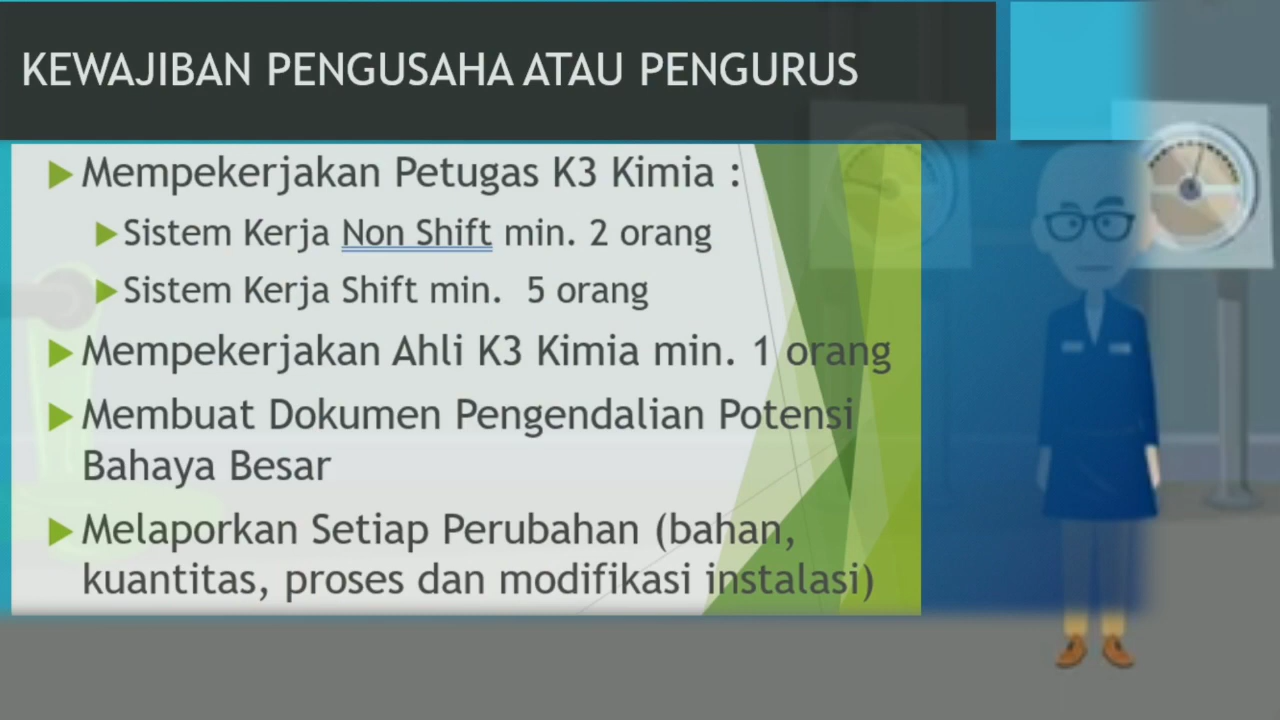 KEWAJIBAN PENGUSAHA ATAU PENGURUS
Mempekerjakan Petugas K3 Kimia :
Sistem Kerja Non Shift min. 2 orang
Sistem Kerja Shift min. 5 orang
Mempekerjakan Ahli K3 Kimia min. 1 orang
Membuat Dokumen Pengendalian Potensi
Bahaya Besar
Melaporkan Setiap Perubahan (bahan,
kuantitas, proses dan modifikasi instalasi)